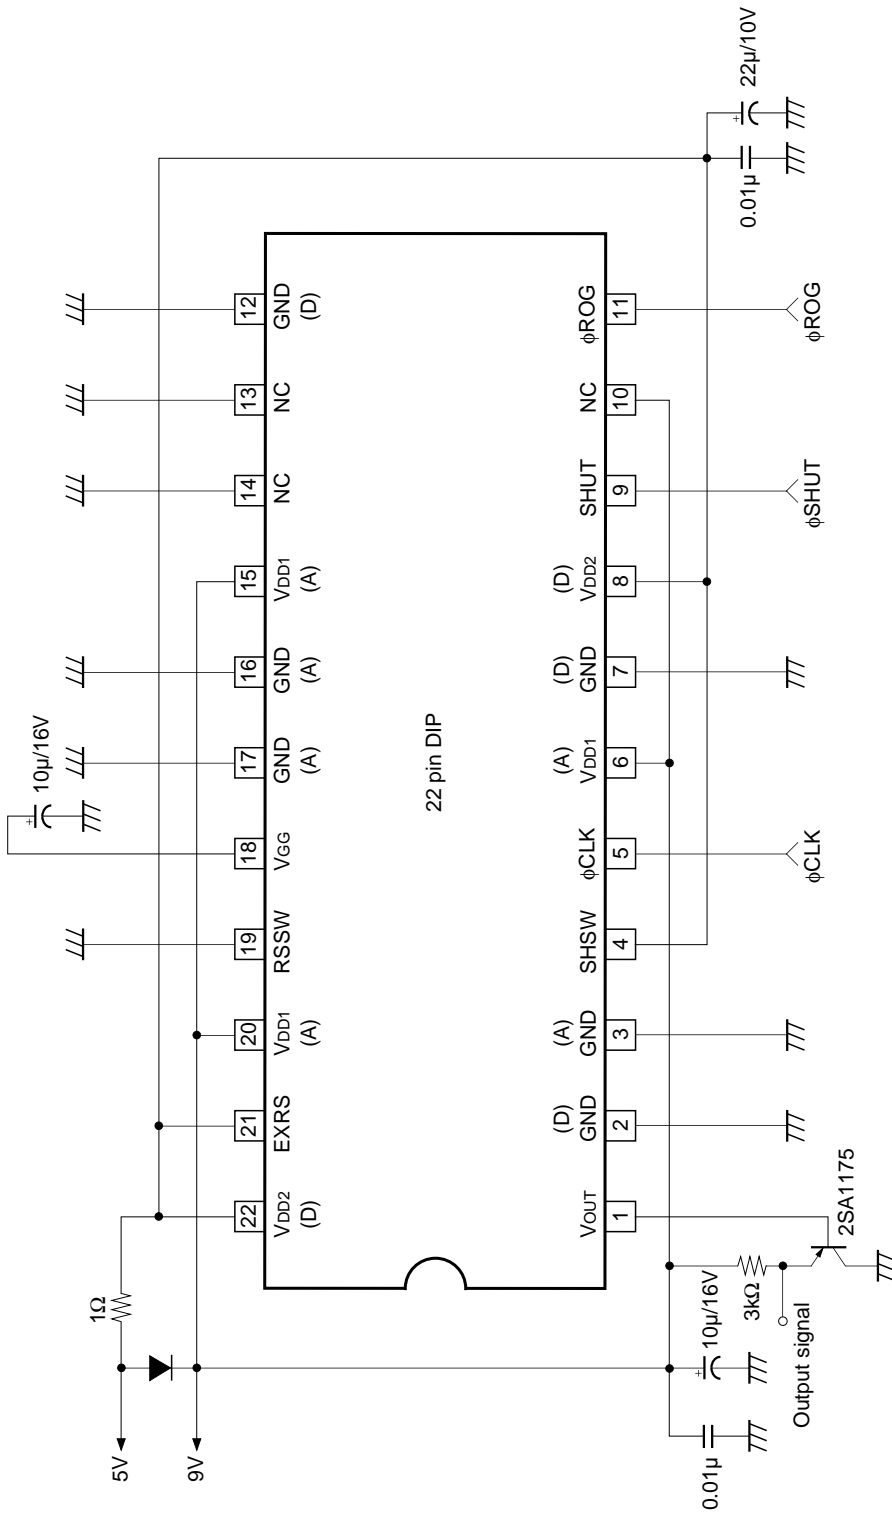 22µ/10V
0.01µ
12
GND
(D)
13
NC
14
NC
15
VDD1
(A)
16
GND
(A)
17
GND
(A)
10µ/16V
18
VGG
19
RSSW
20
VDD1
(A)
21
EXRS
22
VDD2
(D)
22 pin DIP
ϕROG
11
ϕROG
NC
10
SHUT
9
ϕSHUT
(D)
VDD2
8
(D)
GND
7
(A)
VDD1
6
ϕCLK
5
ϕCLK
SHSW
4
(A)
GND
3
(D)
GND
2
VOUT
1
2SA1175
1Ω
5V
9V
3kΩ
10µ/16V
Output signal
0.01µ
+
+
+